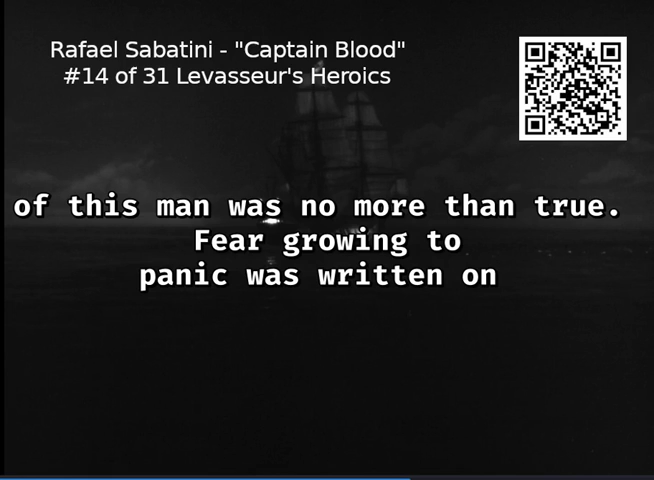 Rafael Sabatini - "Captain Blood"
#14 of 31 Levasseur's Heroics
of this man was no more than true.
Fear growing to
panic was written on